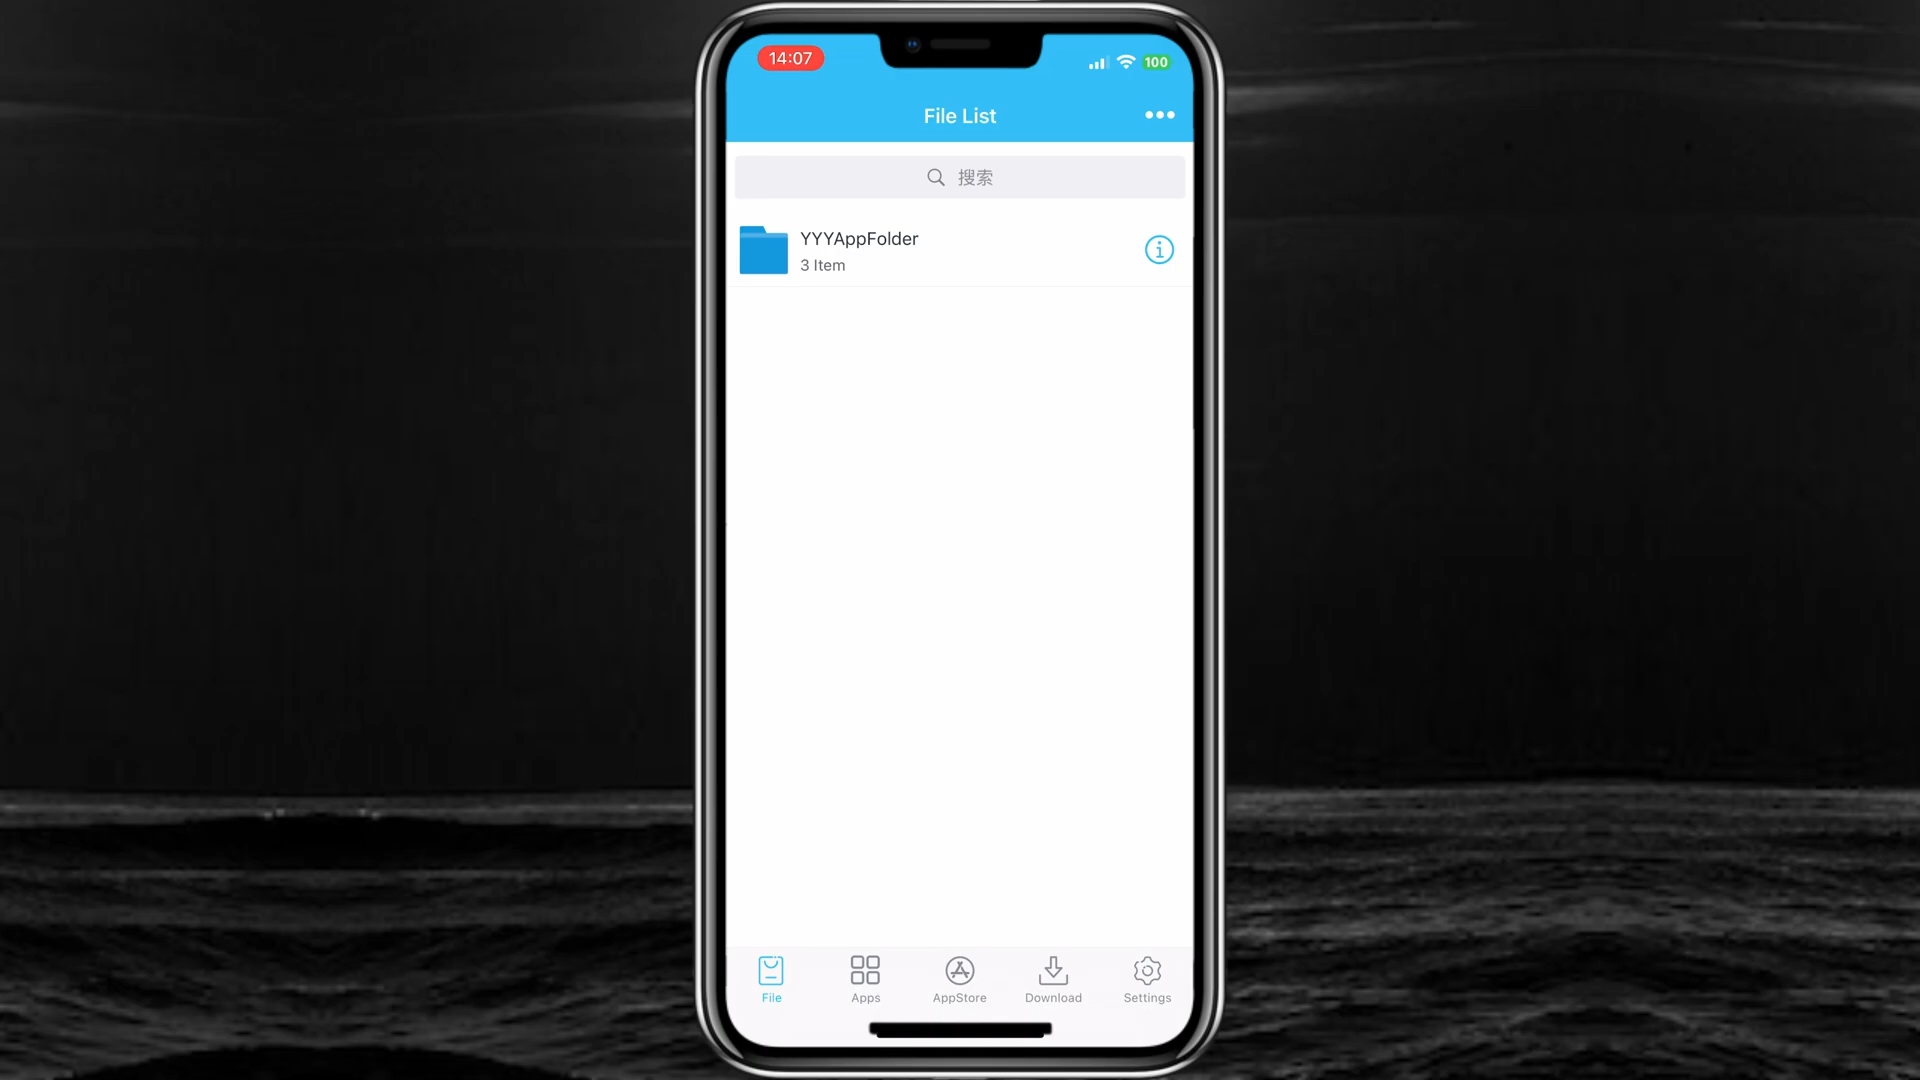 14:07
100
File List
搜索
YYYAppFolder
3 Item
File
Apps
AppStore
Download
Settings